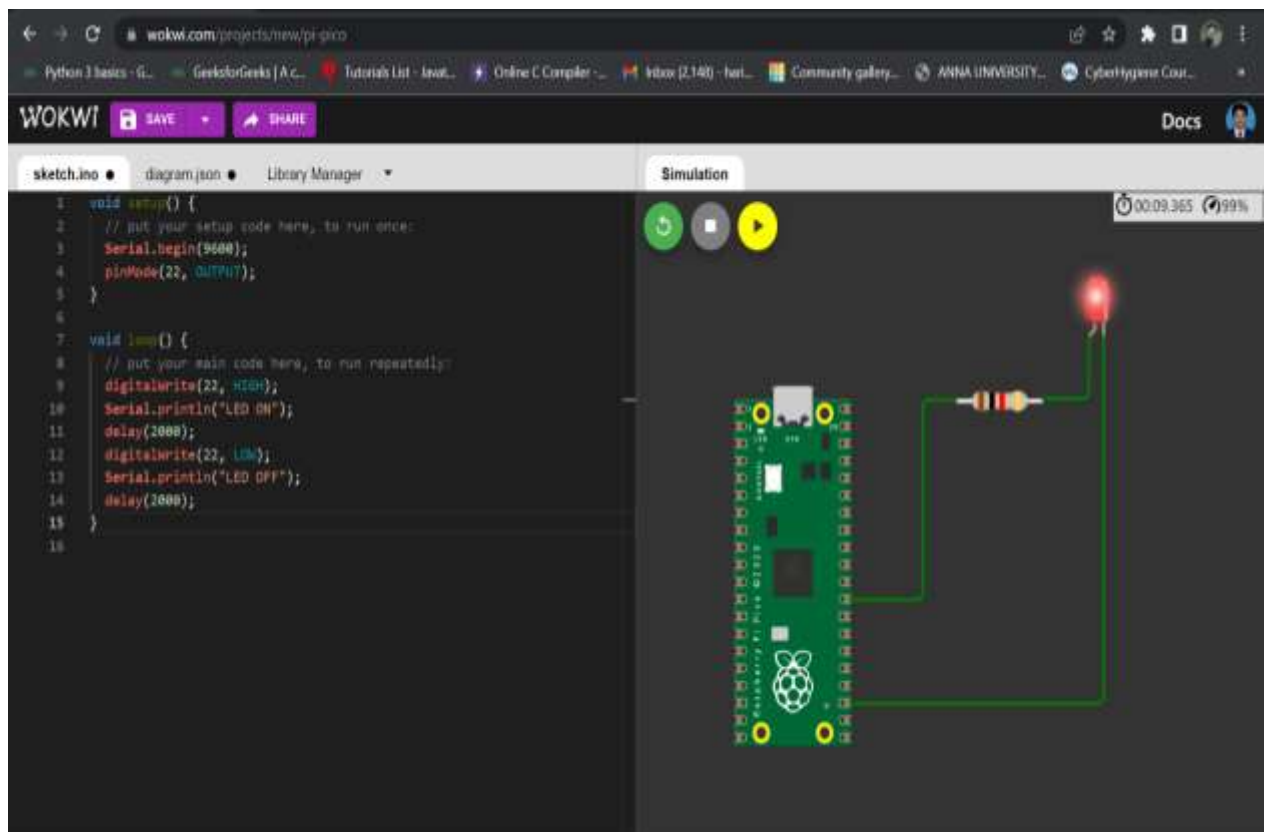 wokwi.com/projects/new/pi-pico
Python 3 basics - G...
GeeksforGeeks | A c...
Tutorials List - Javat...
Online C Compiler -...
Inbox (2,148) - hari...
Community gallery...
ANNA UNIVERSITY...
CyberHygiene Cour...
WOKWI
SAVE
SHARE
Docs
sketch.ino
diagram.json
Library Manager
Simulation
00:09.365
99%
1 void setup() {
2 // put your setup code here, to run once:
3 Serial.begin(9600);
4 pinMode(22, OUTPUT);
5 }
6
7 void loop() {
8 // put your main code here, to run repeatedly:
9 digitalWrite(22, HIGH);
10 Serial.println("LED ON");
11 delay(2000);
12 digitalWrite(22, LOW);
13 Serial.println("LED OFF");
14 delay(2000);
15 }
16
Raspberry Pi Pico ©2020